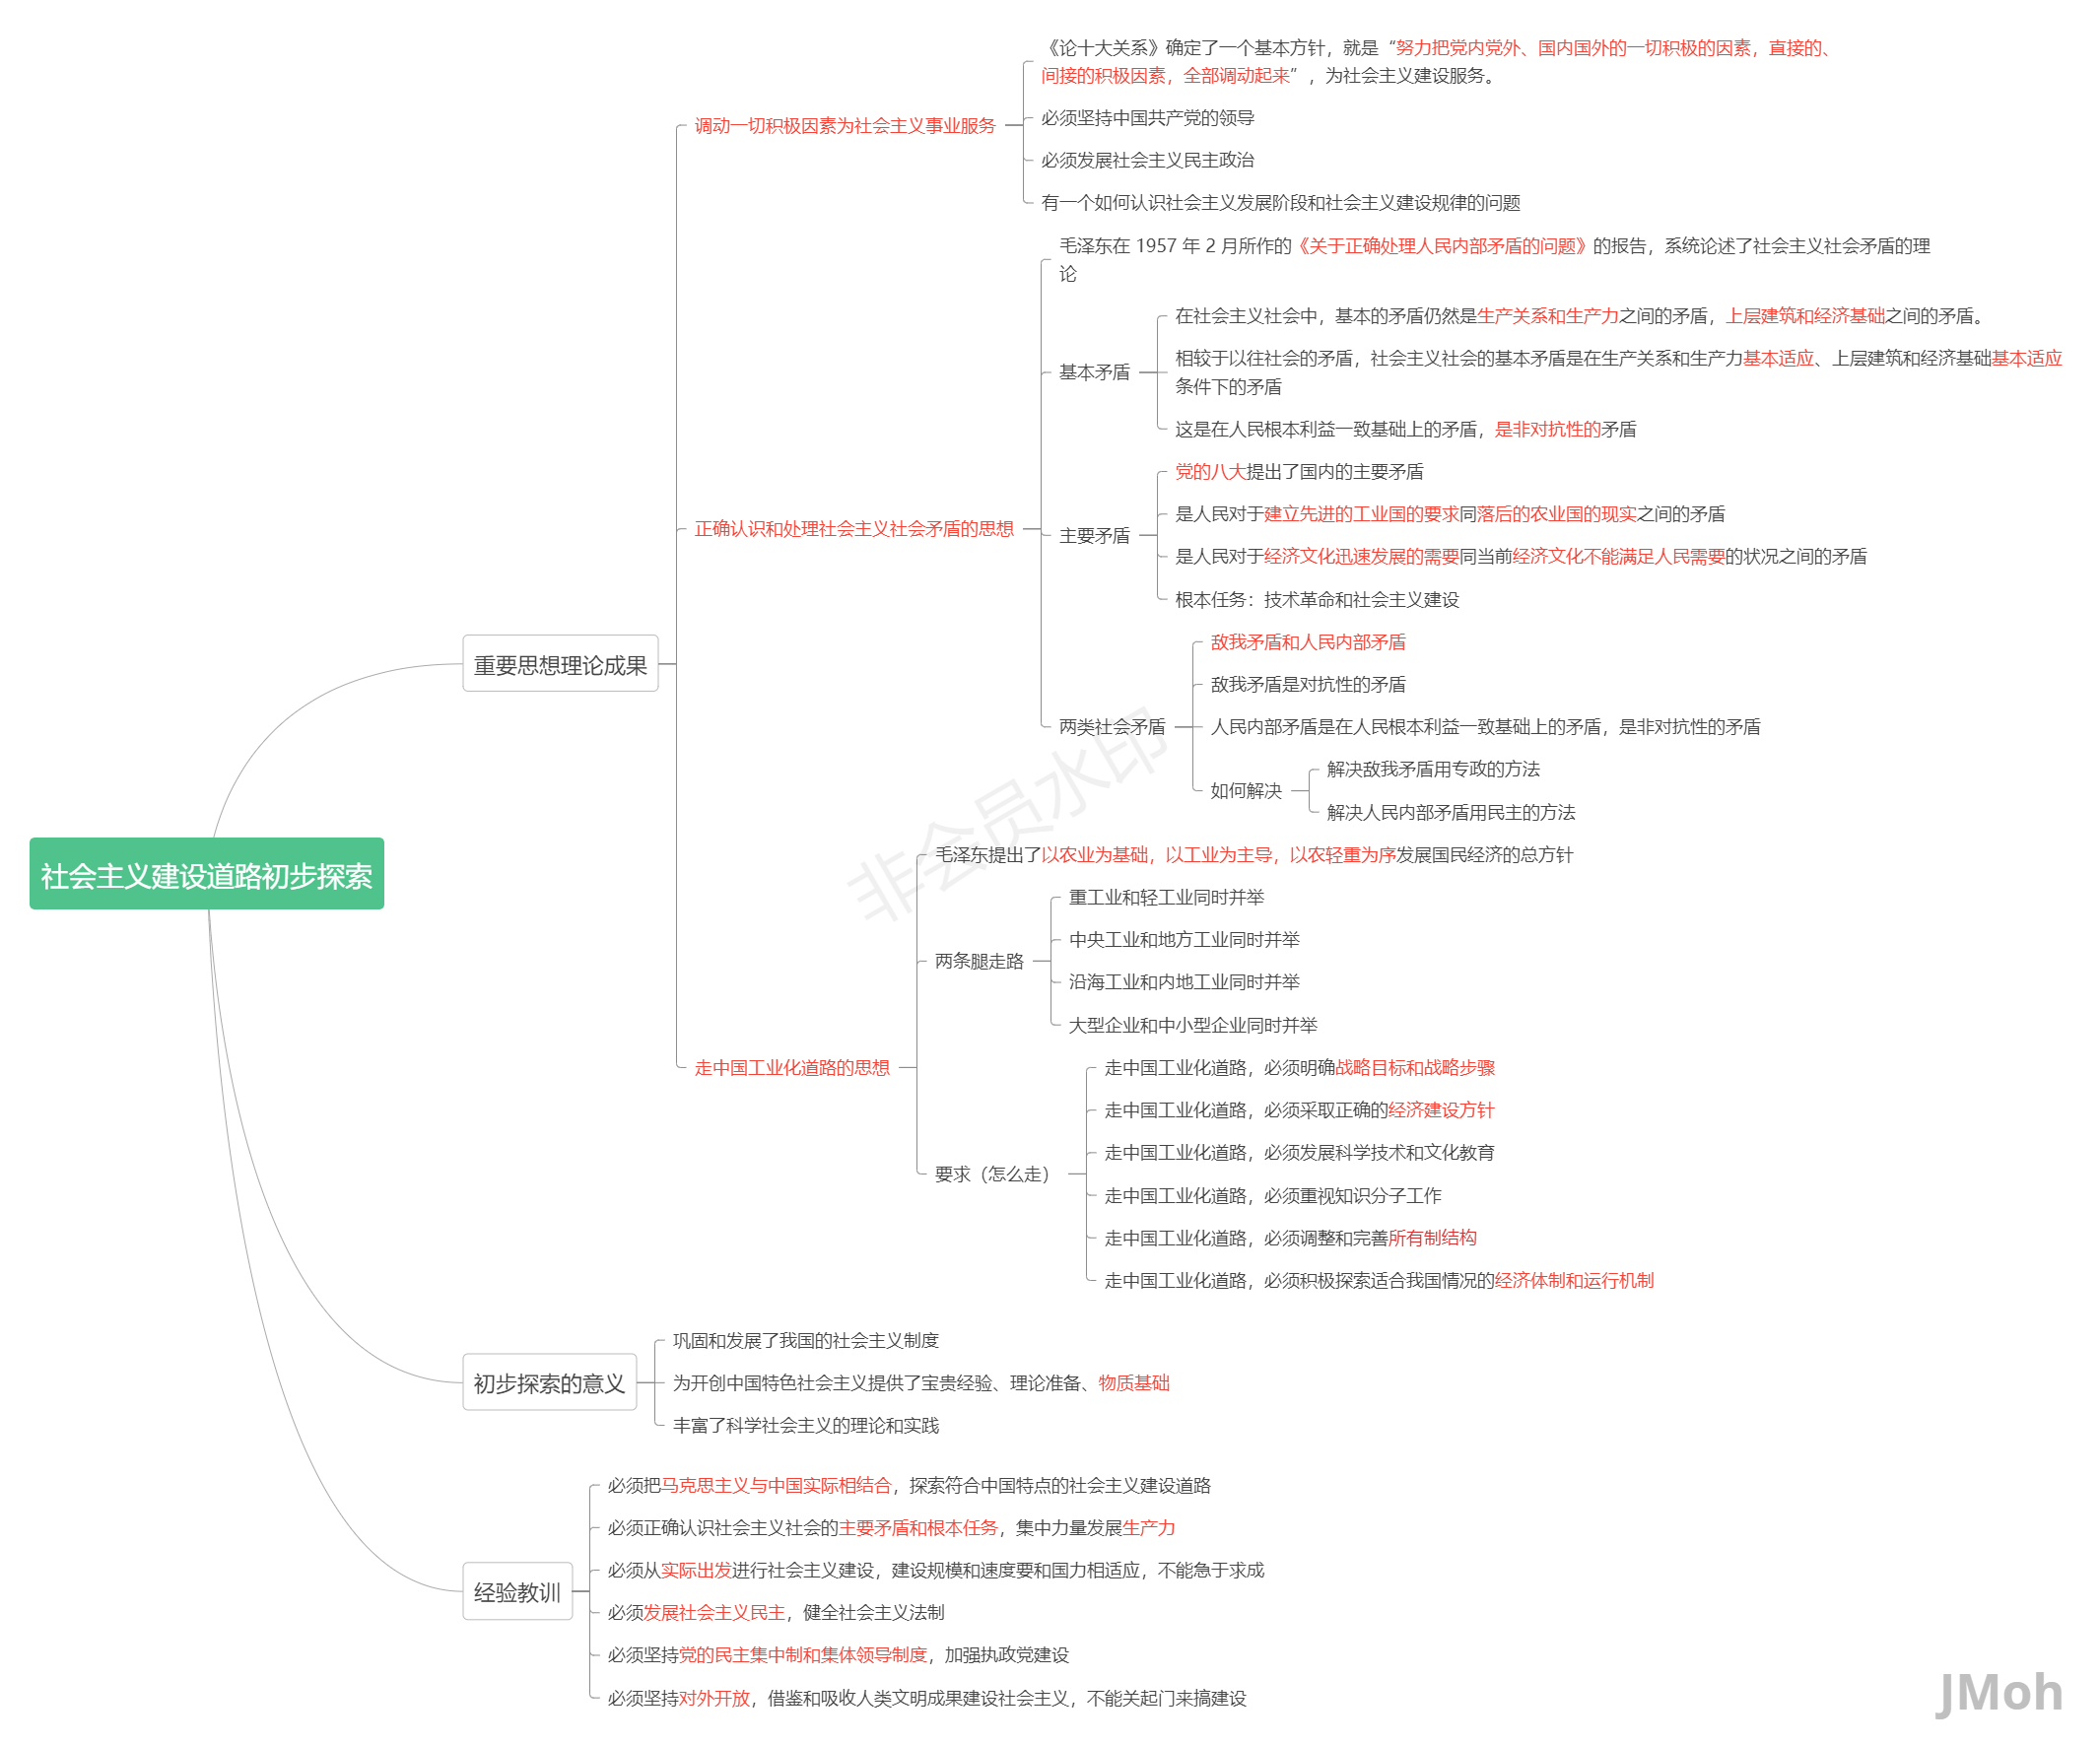 《论十大关系》确定了一个基本方针，就是“努力把党内党外、国内国外的一切积极的因素，直接的、
间接的积极因素，全部调动起来”，为社会主义建设服务。
调动一切积极因素为社会主义事业服务
必须坚持中国共产党的领导
必须发展社会主义民主政治
有一个如何认识社会主义发展阶段和社会主义建设规律的问题
毛泽东在 1957 年 2 月所作的《关于正确处理人民内部矛盾的问题》的报告，系统论述了社会主义社会矛盾的理
论
在社会主义社会中，基本的矛盾仍然是生产关系和生产力之间的矛盾，上层建筑和经济基础之间的矛盾。
基本矛盾
相较于以往社会的矛盾，社会主义社会的基本矛盾是在生产关系和生产力基本适应、上层建筑和经济基础基本适应
条件下的矛盾
这是在人民根本利益一致基础上的矛盾，是非对抗性的矛盾
党的八大提出了国内的主要矛盾
正确认识和处理社会主义社会矛盾的思想
是人民对于建立先进的工业国的要求同落后的农业国的现实之间的矛盾
主要矛盾
是人民对于经济文化迅速发展的需要同当前经济文化不能满足人民需要的状况之间的矛盾
根本任务：技术革命和社会主义建设
重要思想理论成果
敌我矛盾和人民内部矛盾
敌我矛盾是对抗性的矛盾
两类社会矛盾
人民内部矛盾是在人民根本利益一致基础上的矛盾，是非对抗性的矛盾
如何解决
解决敌我矛盾用专政的方法
解决人民内部矛盾用民主的方法
非会员水印
社会主义建设道路初步探索
毛泽东提出了以农业为基础，以工业为主导，以农轻重为序发展国民经济的总方针
重工业和轻工业同时并举
中央工业和地方工业同时并举
两条腿走路
沿海工业和内地工业同时并举
大型企业和中小型企业同时并举
走中国工业化道路的思想
走中国工业化道路，必须明确战略目标和战略步骤
走中国工业化道路，必须采取正确的经济建设方针
走中国工业化道路，必须发展科学技术和文化教育
要求（怎么走）
走中国工业化道路，必须重视知识分子工作
走中国工业化道路，必须调整和完善所有制结构
走中国工业化道路，必须积极探索适合我国情况的经济体制和运行机制
巩固和发展了我国的社会主义制度
初步探索的意义
为开创中国特色社会主义提供了宝贵经验、理论准备、物质基础
丰富了科学社会主义的理论和实践
必须把马克思主义与中国实际相结合，探索符合中国特点的社会主义建设道路
必须正确认识社会主义社会的主要矛盾和根本任务，集中力量发展生产力
必须从实际出发进行社会主义建设，建设规模和速度要和国力相适应，不能急于求成
经验教训
必须发展社会主义民主，健全社会主义法制
必须坚持党的民主集中制和集体领导制度，加强执政党建设
必须坚持对外开放，借鉴和吸收人类文明成果建设社会主义，不能关起门来搞建设
JMoh